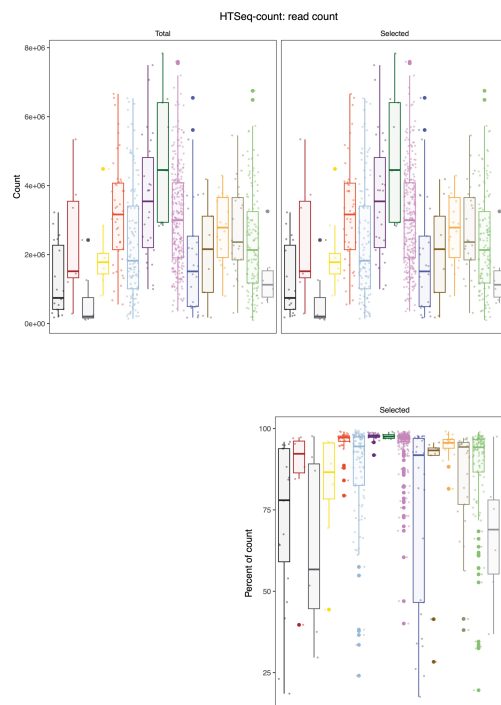 HTSeq-count: read count
Total Selected
8e+06
6e+06
4e+06
2e+06
0e+00
Count
Selected
100
75
50
25
Percent of count